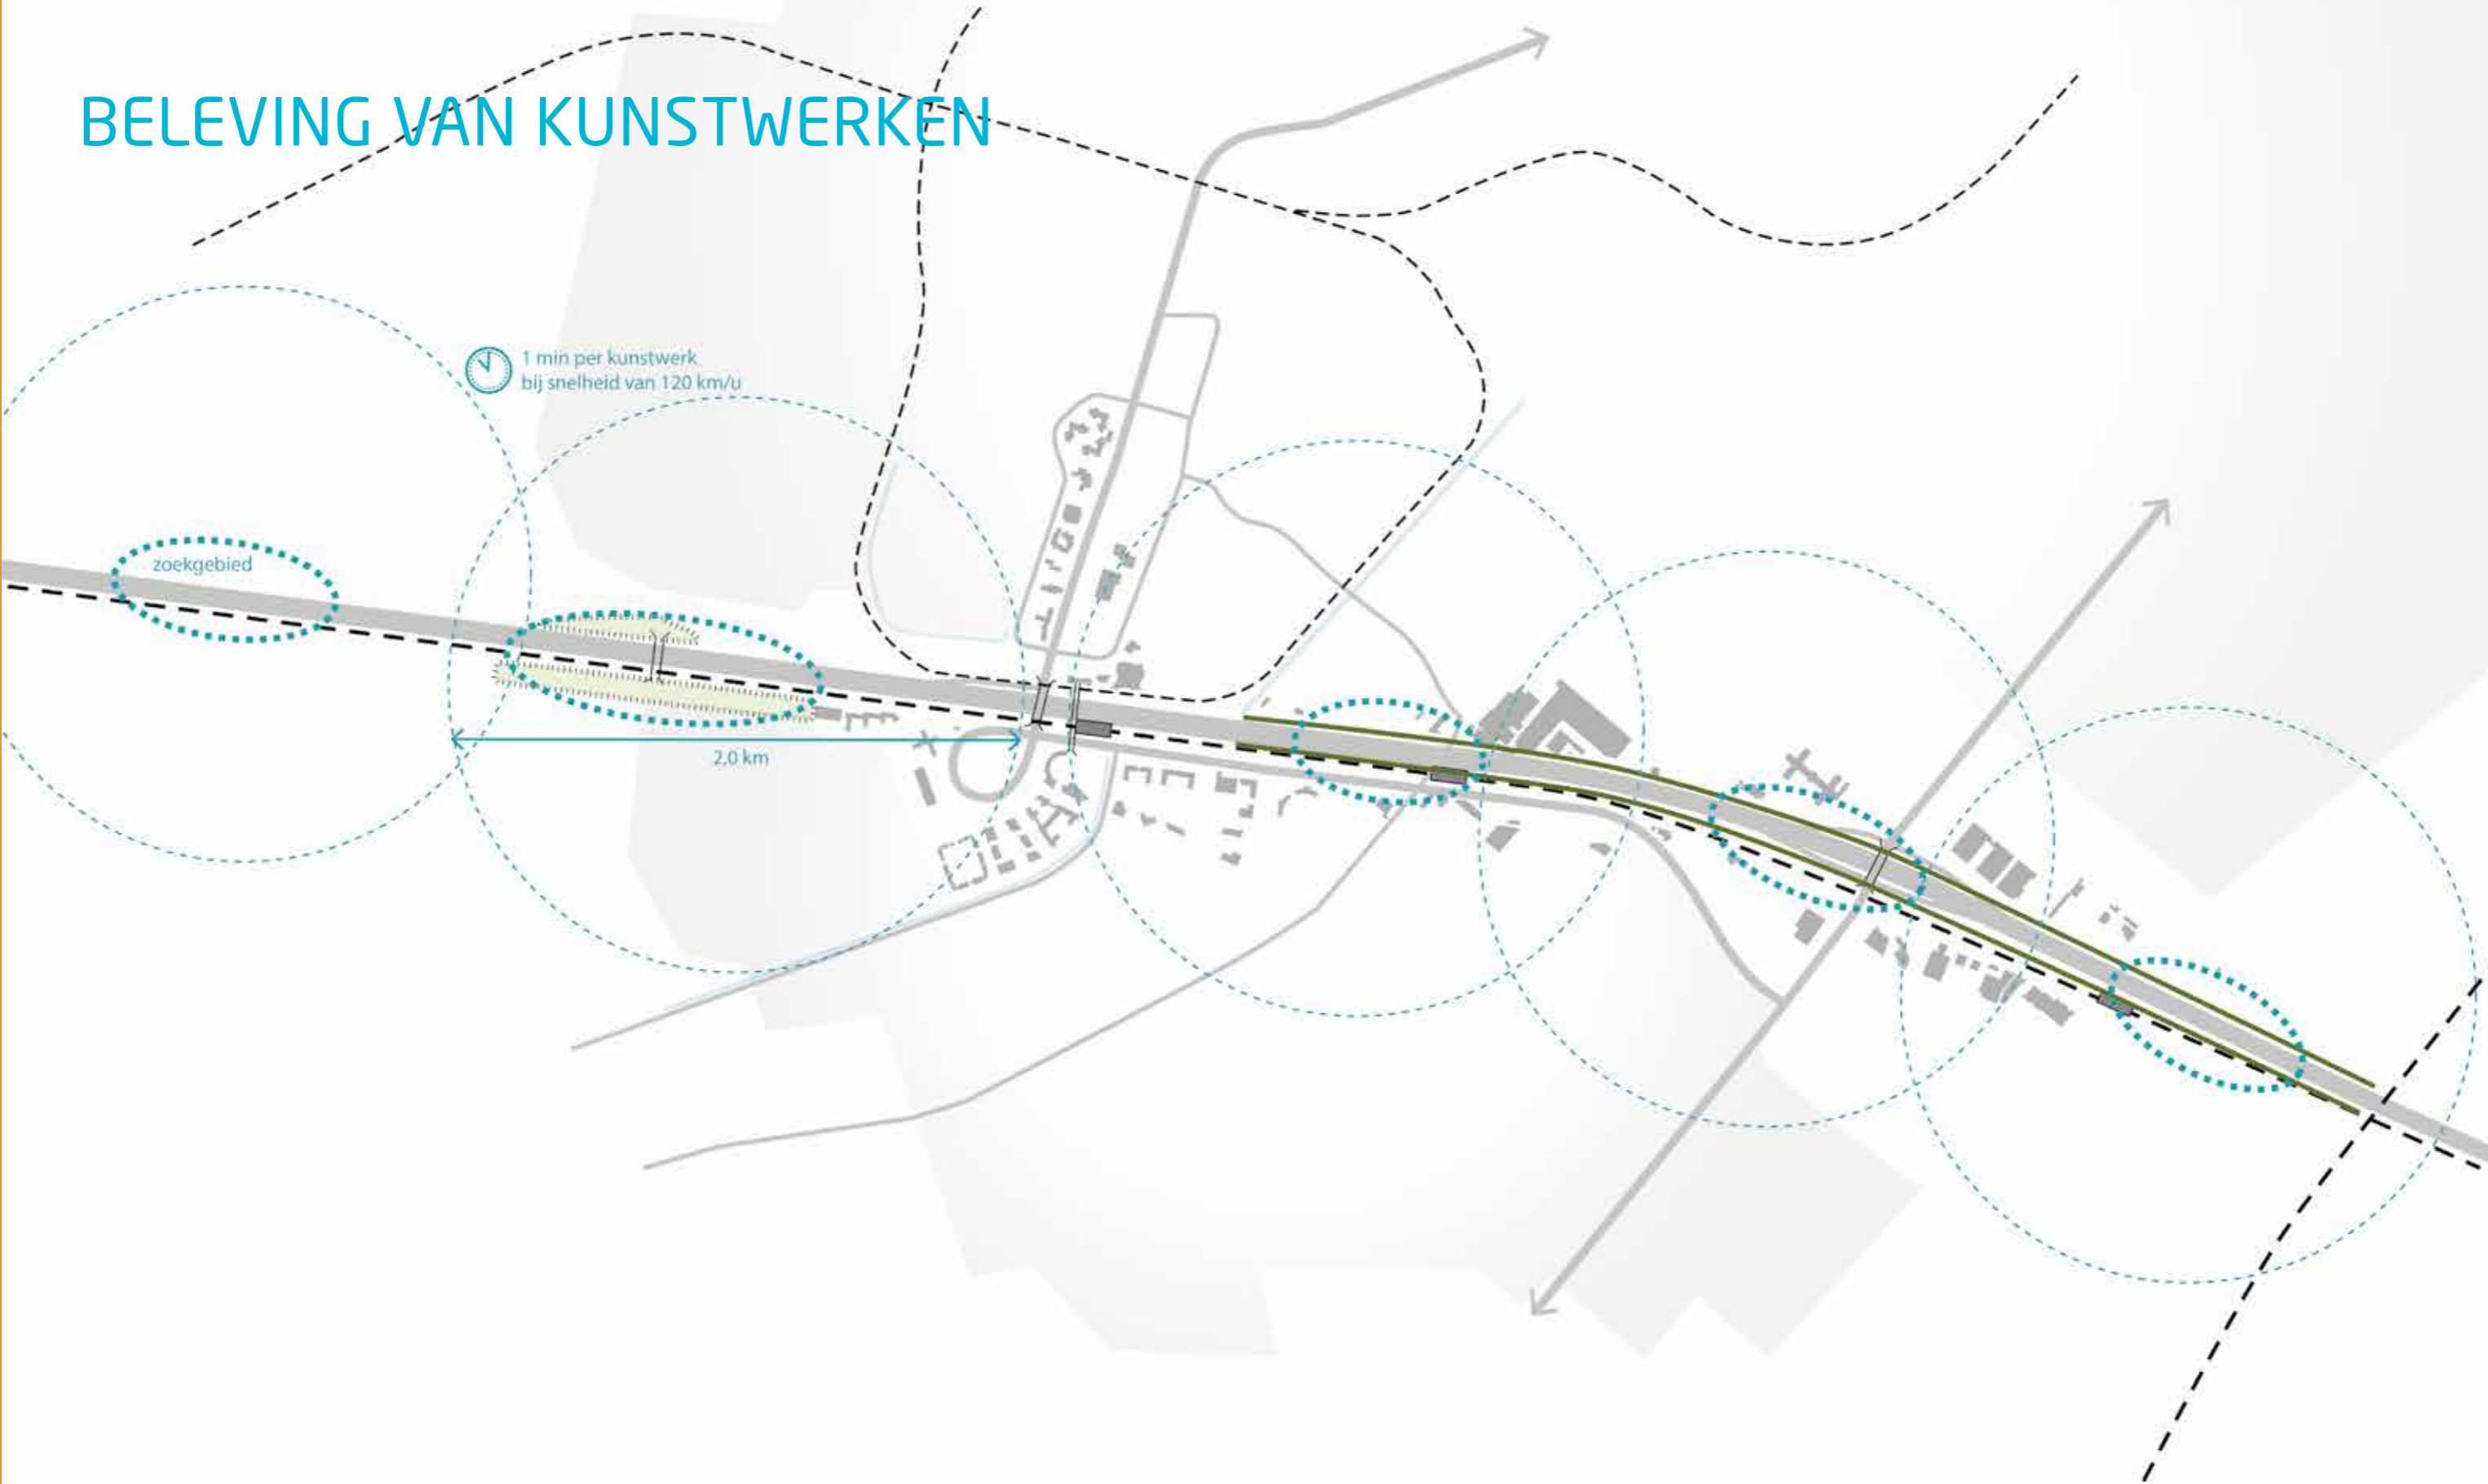 BELEVING VAN KUNSTWERKEN
1 min per kunstwerk
bij snelheid van 120 km/u
zoekgebied
2,0 km